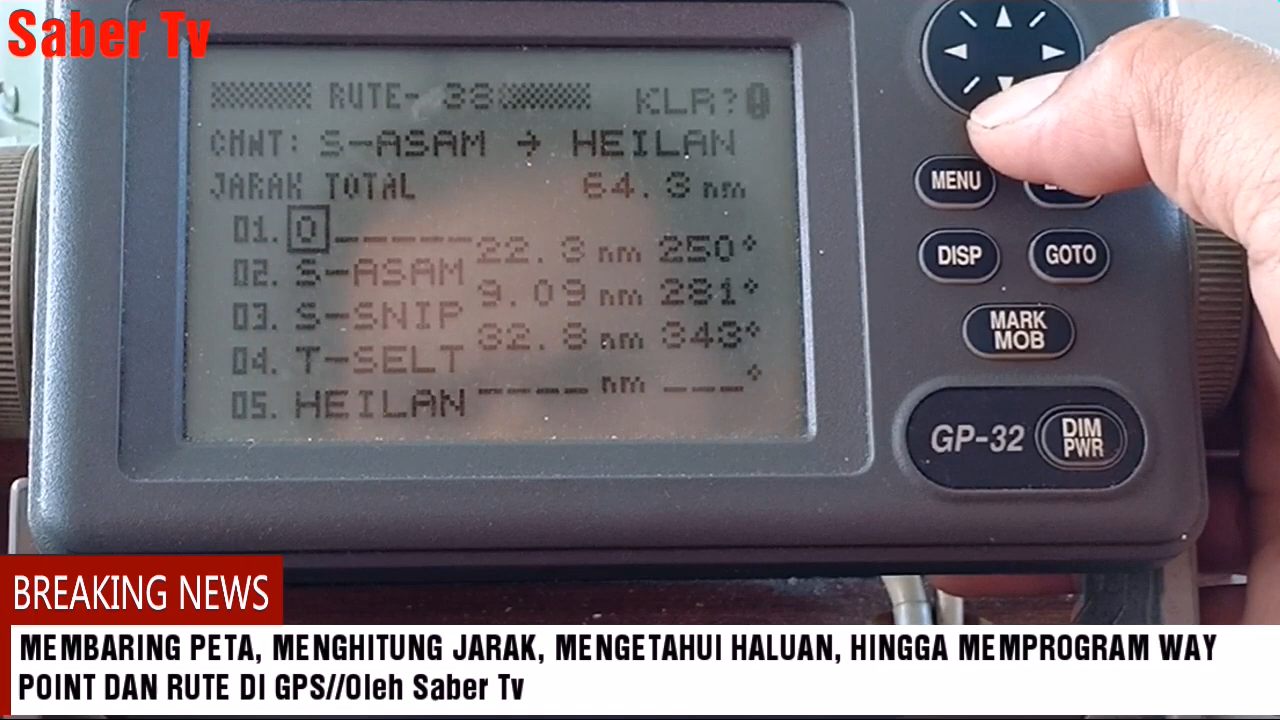 Saber Tv
RUTE- 38 KLR?
CMNT: S-ASAM → HEILAN
JARAK TOTAL 64.3 nm
01. 0______
22.3 nm 250°
02. S-ASAM
9.09 nm 281°
03. S-SNIP
32.8 nm 343°
04. T-SELT
____ nm ___°
05. HEILAN
MENU
DISP
GOTO
MARK
MOB
GP-32
DIM
PWR
BREAKING NEWS
MEMBARING PETA, MENGHITUNG JARAK, MENGETAHUI HALUAN, HINGGA MEMPROGRAM WAY
POINT DAN RUTE DI GPS//Oleh Saber Tv